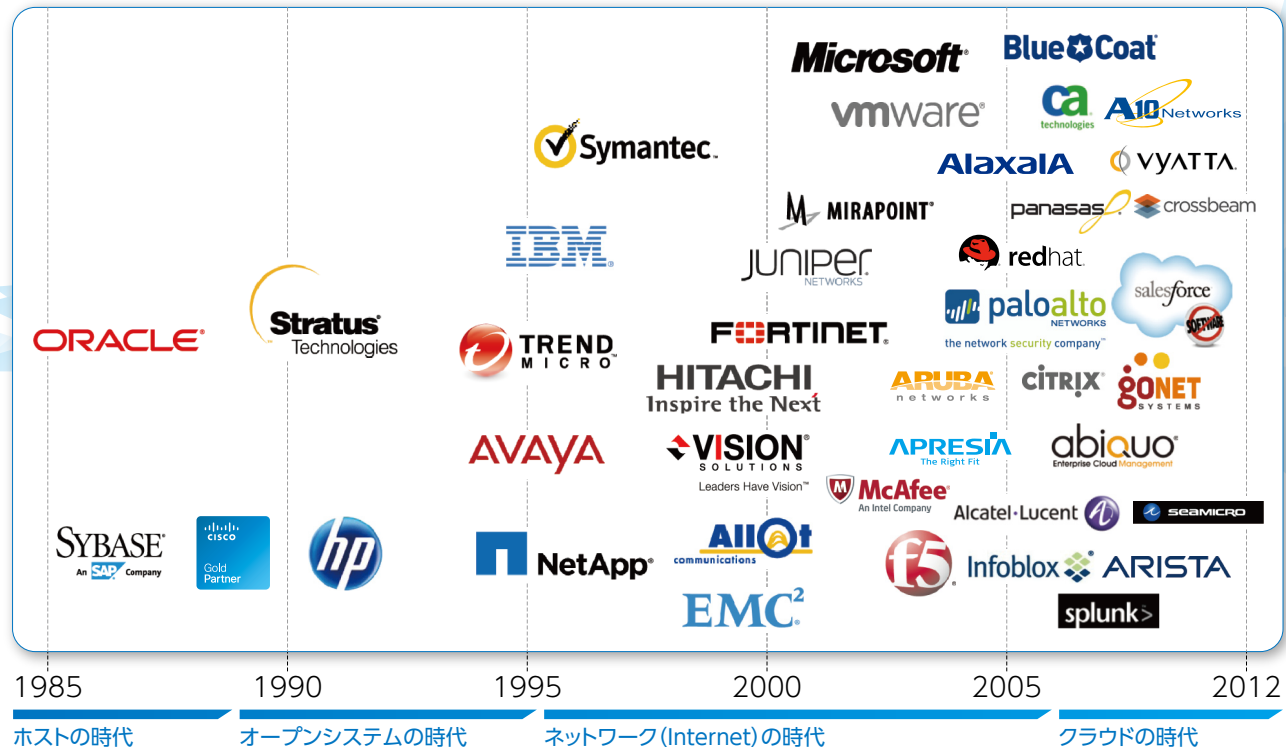 Microsoft
Blue Coat
vmware
ca
technologies
A10 Networks
Symantec
AlaxalA
VYATTA
MIRAPOINT
panasas
crossbeam
IBM
JUNIPER
NETWORKS
redhat
salesforce
SOFTWARE
paloalto
NETWORKS
the network security company
ORACLE
Stratus
Technologies
TREND
MICRO
FORTINET
HITACHI
Inspire the Next
ARUBA
networks
CITRIX
GONET
SYSTEMS
AVAYA
VISION
SOLUTIONS
Leaders Have Vision™
APRESIA
The Right Fit
abiquo
Enterprise Cloud Management
McAfee
An Intel Company
Alcatel·Lucent
SEAMICRO
SYBASE
An SAP Company
CISCO
Gold
Partner
hp
NetApp
Allot
communications
f5
Infoblox
ARISTA
EMC²
splunk>
1985
1990
1995
2000
2005
2012
ホストの時代
オープンシステムの時代
ネットワーク(Internet)の時代
クラウドの時代